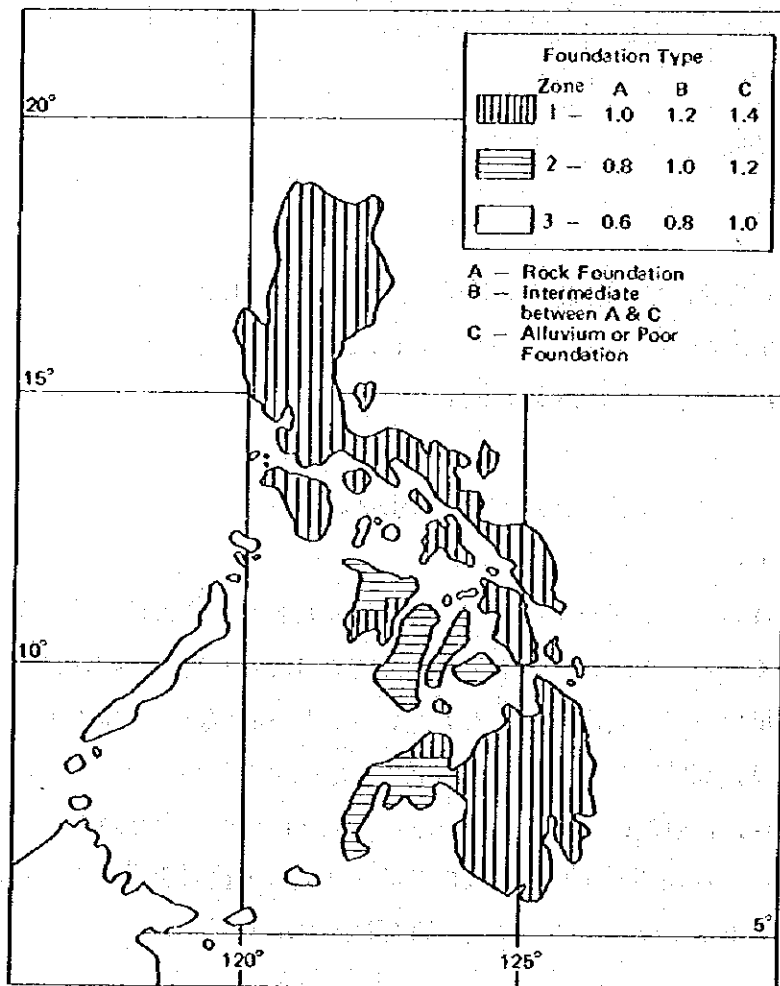 Foundation Type
Zone A B C
1 – 1.0 1.2 1.4
2 – 0.8 1.0 1.2
3 – 0.6 0.8 1.0
A – Rock Foundation
B – Intermediate
between A & C
C – Alluvium or Poor
Foundation
20°
15°
10°
5°
120°
125°